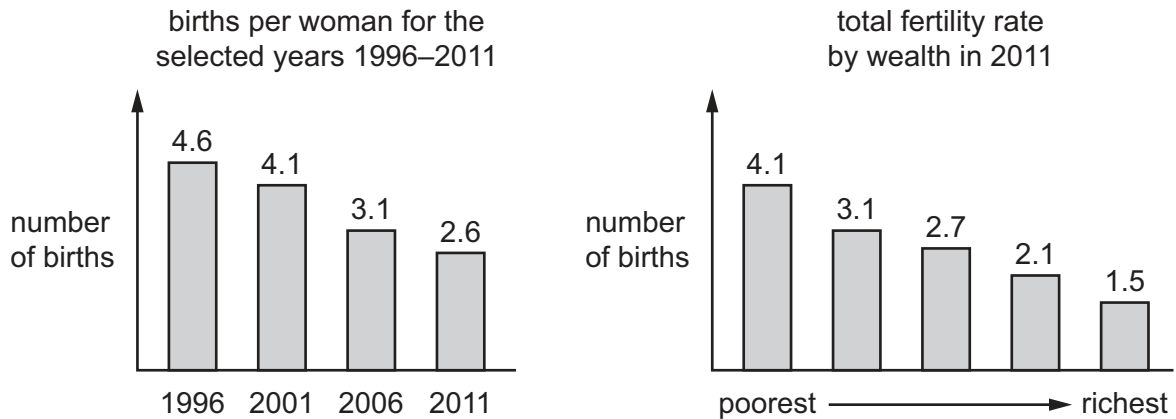 births per woman for the
selected years 1996–2011
number
of births
4.6
4.1
3.1
2.6
1996 2001 2006 2011
total fertility rate
by wealth in 2011
number
of births
4.1
3.1
2.7
2.1
1.5
poorest richest